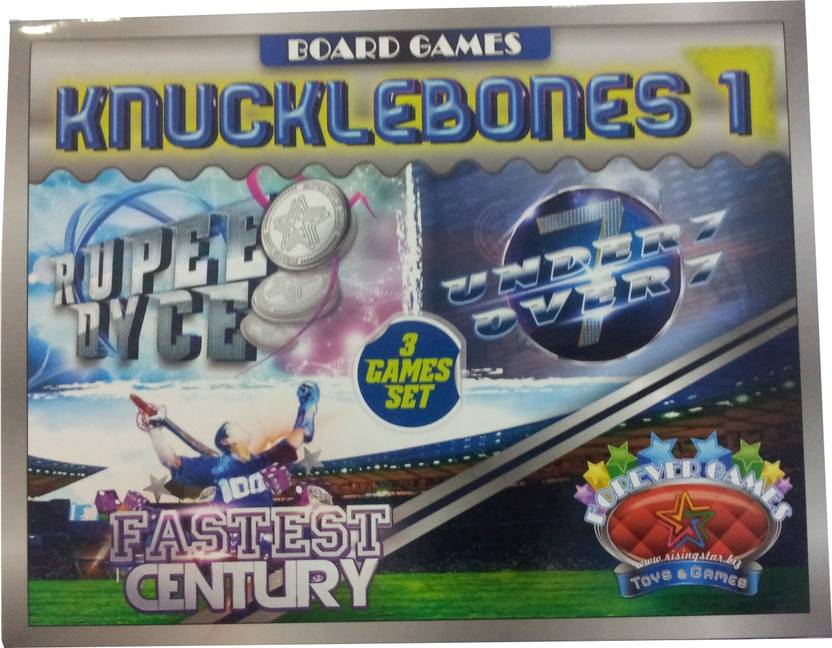 BOARD GAMES
KNUCKLEBONES 1
RUPEE
DYCE
7
UNDER 7
OVER 7
3
GAMES
SET
100
FASTEST
CENTURY
FOREVER GAMES
www.risingstar.biz
TOYS & GAMES